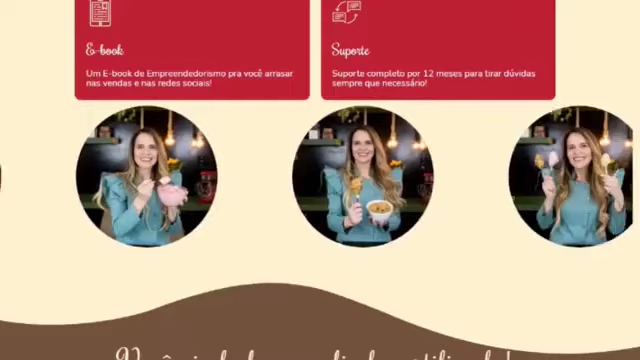 E-book
Um E-book de Empreendedorismo pra você arrasar
nas vendas e nas redes sociais!
Suporte
Suporte completo por 12 meses para tirar dúvidas
sempre que necessário!